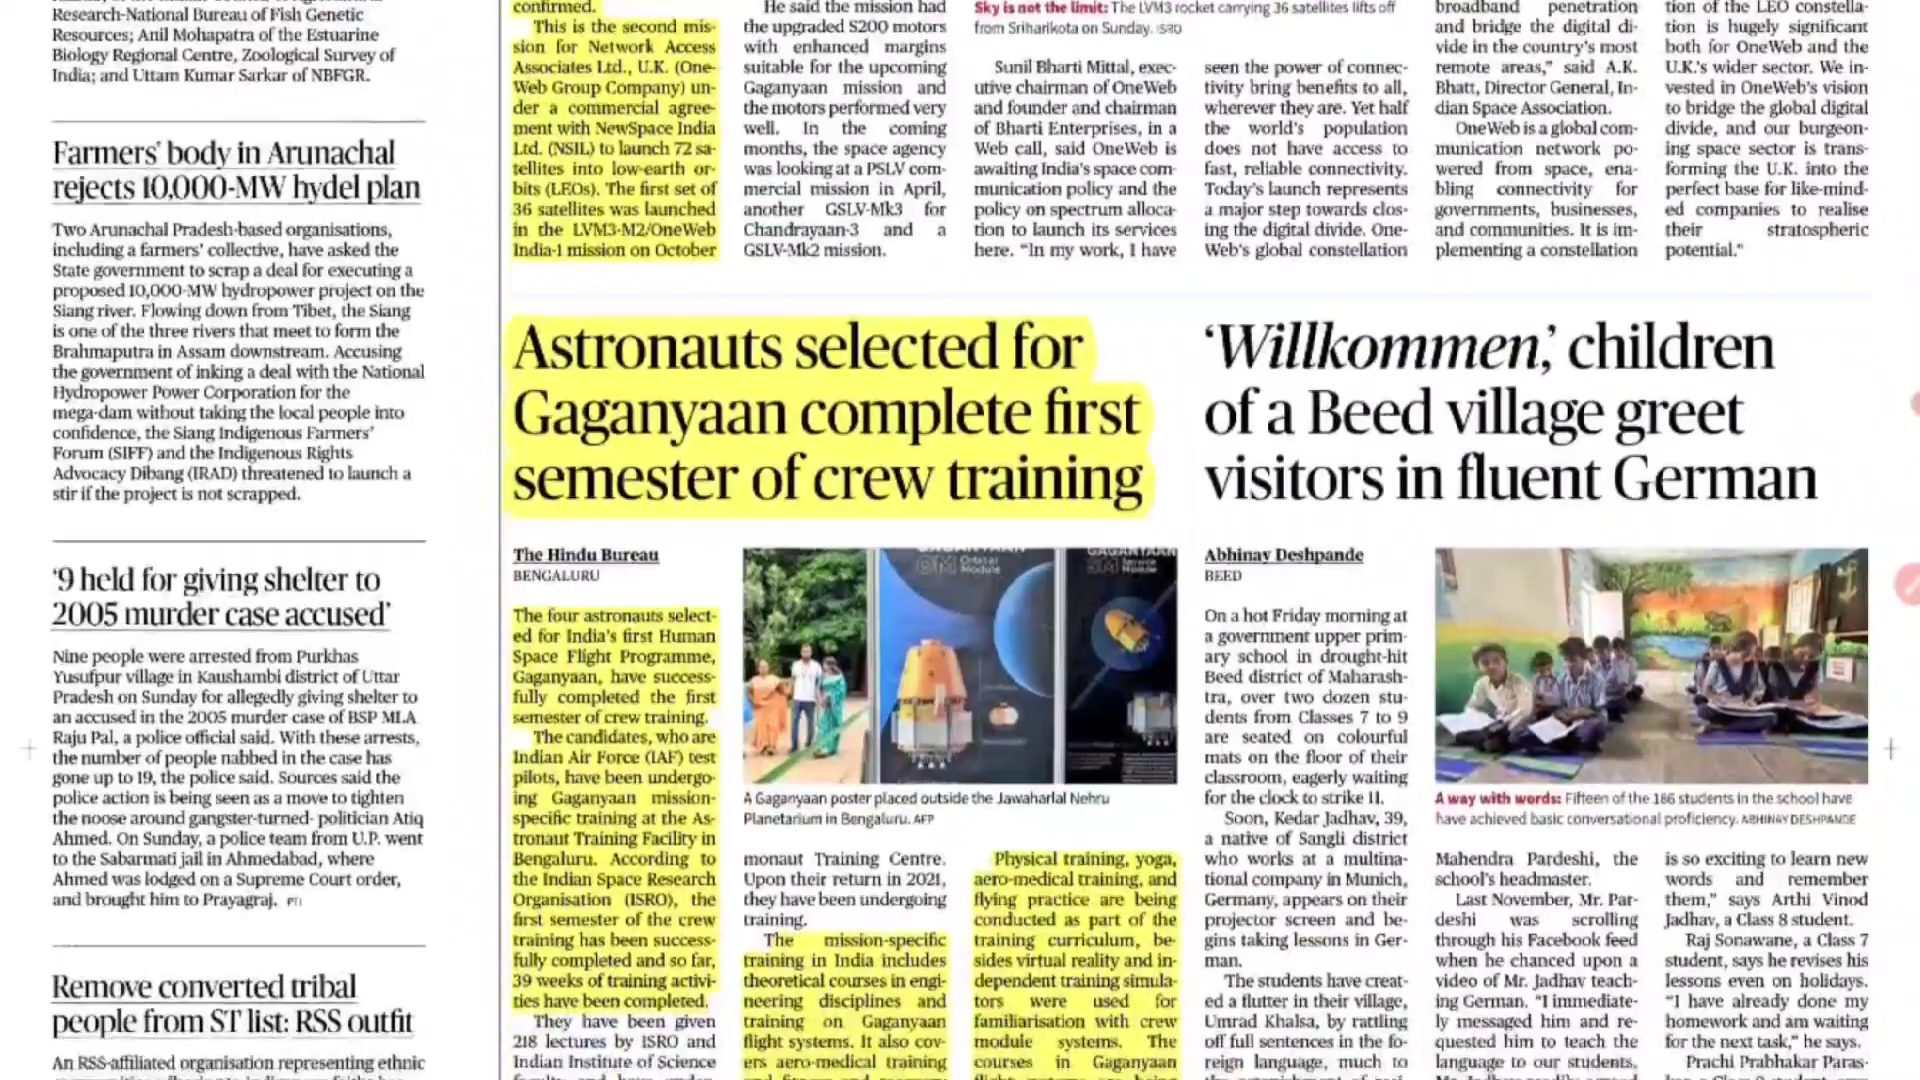 Research-National Bureau of Fish Genetic
Resources; Anil Mohapatra of the Estuarine
Biology Regional Centre, Zoological Survey of
India; and Uttam Kumar Sarkar of NBFGR.
Farmers' body in Arunachal
rejects 10,000-MW hydel plan
Two Arunachal Pradesh-based organisations,
including a farmers' collective, have asked the
State government to scrap a deal for executing a
proposed 10,000-MW hydropower project on the
Siang river. Flowing down from Tibet, the Siang
is one of the three rivers that meet to form the
Brahmaputra in Assam downstream. Accusing
the government of inking a deal with the National
Hydropower Power Corporation for the
mega-dam without taking the local people into
confidence, the Siang Indigenous Farmers'
Forum (SIFF) and the Indigenous Rights
Advocacy Dibang (IRAD) threatened to launch a
stir if the project is not scrapped.
'9 held for giving shelter to
2005 murder case accused'
Nine people were arrested from Purkhas
Yusufpur village in Kaushambi district of Uttar
Pradesh on Sunday for allegedly giving shelter to
an accused in the 2005 murder case of BSP MLA
Raju Pal, a police official said. With these arrests,
the number of people nabbed in the case has
gone up to 19, the police said. Sources said the
police action is being seen as a move to tighten
the noose around gangster-turned- politician Atiq
Ahmed. On Sunday, a police team from U.P. went
to the Sabarmati jail in Ahmedabad, where
Ahmed was lodged on a Supreme Court order,
and brought him to Prayagraj. PTI
Remove converted tribal
people from ST list: RSS outfit
An RSS-affiliated organisation representing ethnic
confirmed.
This is the second mis-
sion for Network Access
Associates Ltd., U.K. (One-
Web Group Company) un-
der a commercial agree-
ment with NewSpace India
Ltd. (NSIL) to launch 72 sa-
tellites into low-earth or-
bits (LEOs). The first set of
36 satellites was launched
in the LVM3-M2/OneWeb
India-1 mission on October
He said the mission had
the upgraded S200 motors
with enhanced margins
suitable for the upcoming
Gaganyaan mission and
the motors performed very
well. In the coming
months, the space agency
was looking at a PSLV com-
mercial mission in April,
another GSLV-Mk3 for
Chandrayaan-3 and a
GSLV-Mk2 mission.
Sky is not the limit: The LVM3 rocket carrying 36 satellites lifts off
from Sriharikota on Sunday. ISRO
Sunil Bharti Mittal, exec-
utive chairman of OneWeb
and founder and chairman
of Bharti Enterprises, in a
Web call, said OneWeb is
awaiting India's space com-
munication policy and the
policy on spectrum alloca-
tion to launch its services
here. "In my work, I have
seen the power of connec-
tivity bring benefits to all,
wherever they are. Yet half
the world's population
does not have access to
fast, reliable connectivity.
Today's launch represents
a major step towards clos-
ing the digital divide. One-
Web's global constellation
broadband penetration
and bridge the digital di-
vide in the country's most
remote areas," said A.K.
Bhatt, Director General, In-
dian Space Association.
OneWeb is a global com-
munication network po-
wered from space, ena-
bling connectivity for
governments, businesses,
and communities. It is im-
plementing a constellation
tion of the LEO constella-
tion is hugely significant
both for OneWeb and the
U.K.'s wider sector. We in-
vested in OneWeb's vision
to bridge the global digital
divide, and our burgeon-
ing space sector is trans-
forming the U.K. into the
perfect base for like-mind-
ed companies to realise
their stratospheric
potential."
Astronauts selected for
Gaganyaan complete first
semester of crew training
The Hindu Bureau
BENGALURU
The four astronauts select-
ed for India's first Human
Space Flight Programme,
Gaganyaan, have success-
fully completed the first
semester of crew training.
The candidates, who are
Indian Air Force (IAF) test
pilots, have been undergo-
ing Gaganyaan mission-
specific training at the As-
tronaut Training Facility in
Bengaluru. According to
the Indian Space Research
Organisation (ISRO), the
first semester of the crew
training has been success-
fully completed and so far,
39 weeks of training activi-
ties have been completed.
They have been given
218 lectures by ISRO and
Indian Institute of Science
GAGANYAAN
OM Orbital
Module
GAGANYAAN
SM Service
Module
A Gaganyaan poster placed outside the Jawaharlal Nehru
Planetarium in Bengaluru. AFP
monaut Training Centre.
Upon their return in 2021,
they have been undergoing
training.
The mission-specific
training in India includes
theoretical courses in engi-
neering disciplines and
training on Gaganyaan
flight systems. It also cov-
ers aero-medical training
Physical training, yoga,
aero-medical training, and
flying practice are being
conducted as part of the
training curriculum, be-
sides virtual reality and in-
dependent training simula-
tors were used for
familiarisation with crew
module systems. The
courses in Gaganyaan
'Willkommen,' children
of a Beed village greet
visitors in fluent German
Abhinay Deshpande
BEED
On a hot Friday morning at
a government upper prim-
ary school in drought-hit
Beed district of Maharash-
tra, over two dozen stu-
dents from Classes 7 to 9
are seated on colourful
mats on the floor of their
classroom, eagerly waiting
for the clock to strike 11.
Soon, Kedar Jadhav, 39,
a native of Sangli district
who works at a multina-
tional company in Munich,
Germany, appears on their
projector screen and be-
gins taking lessons in Ger-
man.
The students have creat-
ed a flutter in their village,
Umrad Khalsa, by rattling
off full sentences in the fo-
reign language, much to
A way with words: Fifteen of the 186 students in the school have
have achieved basic conversational proficiency. ABHINAY DESHPANDE
Mahendra Pardeshi, the
school's headmaster.
Last November, Mr. Par-
deshi was scrolling
through his Facebook feed
when he chanced upon a
video of Mr. Jadhav teach-
ing German. "I immediate-
ly messaged him and re-
quested him to teach the
language to our students,
is so exciting to learn new
words and remember
them," says Arthi Vinod
Jadhav, a Class 8 student.
Raj Sonawane, a Class 7
student, says he revises his
lessons even on holidays.
"I have already done my
homework and am waiting
for the next task," he says.
Prachi Prabhakar Paras-